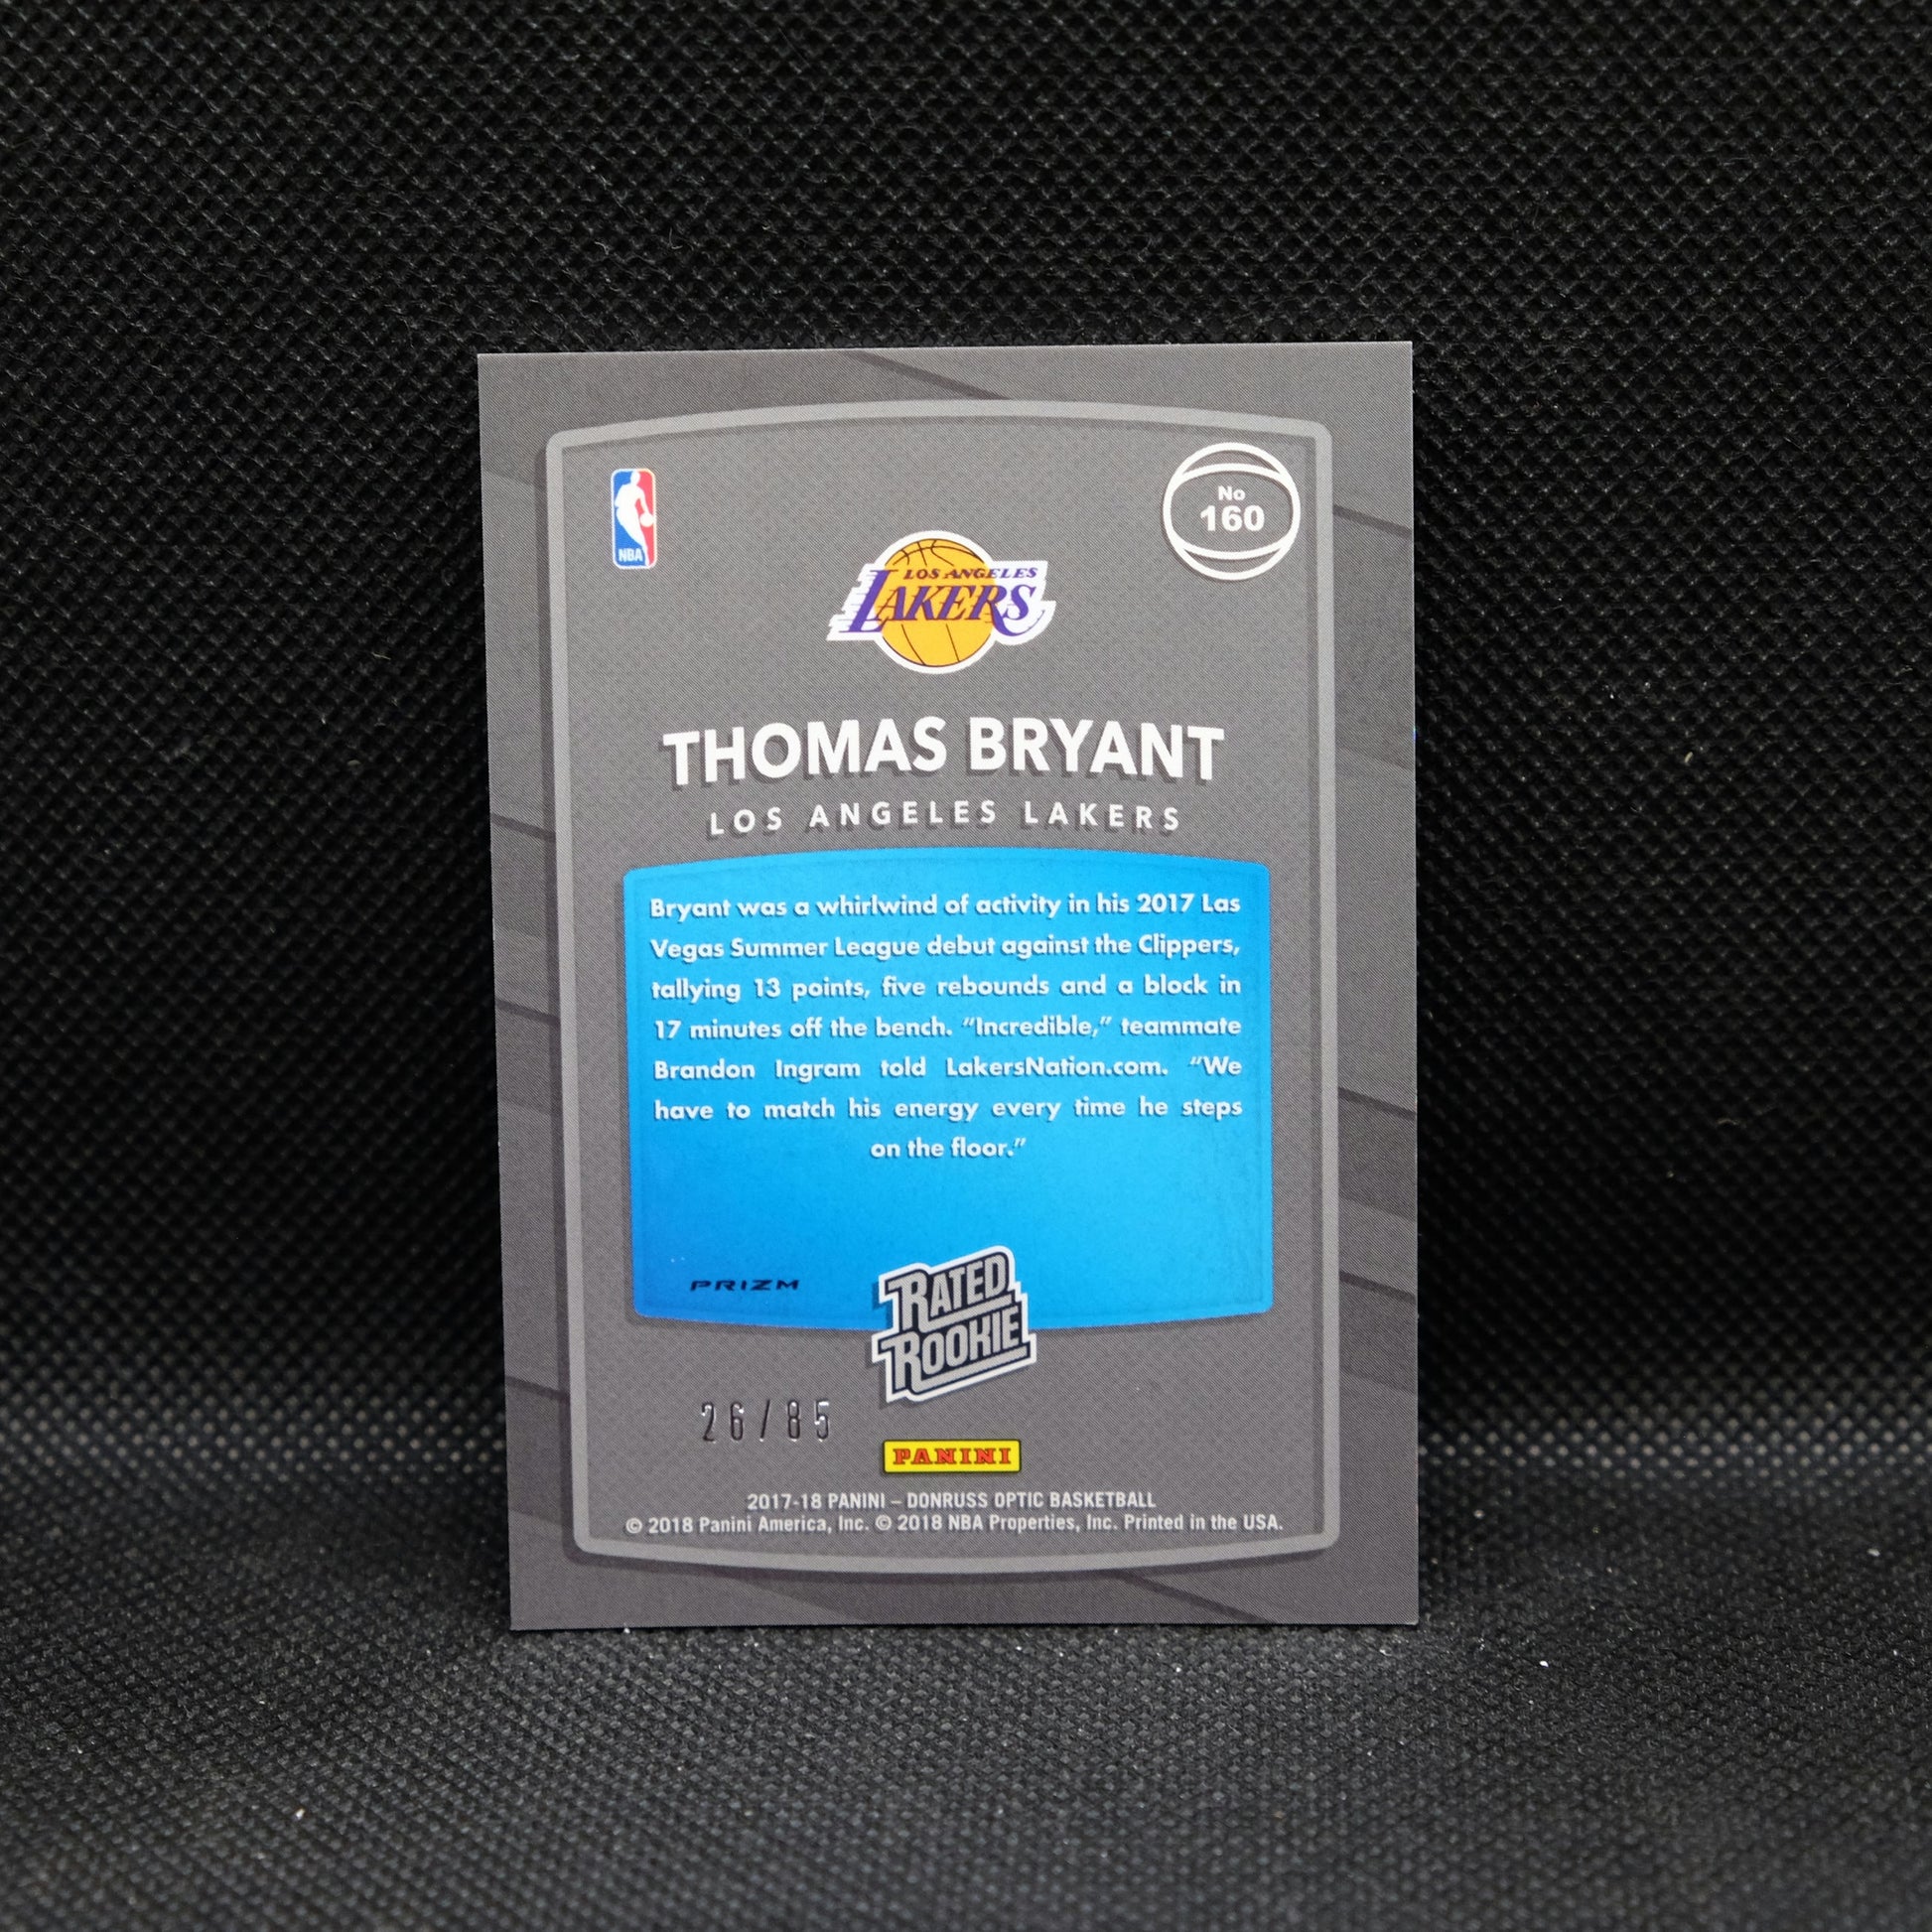 No
160
NBA
LOS ANGELES
LAKERS
THOMAS BRYANT
LOS ANGELES LAKERS
Bryant was a whirlwind of activity in his 2017 Las
Vegas Summer League debut against the Clippers,
tallying 13 points, five rebounds and a block in
17 minutes off the bench. “Incredible,” teammate
Brandon Ingram told LakersNation.com. “We
have to match his energy every time he steps
on the floor.”
PRIZM
RATED
ROOKIE
26/85
PANINI
2017-18 PANINI – DONRUSS OPTIC BASKETBALL
© 2018 Panini America, Inc. © 2018 NBA Properties, Inc. Printed in the USA.